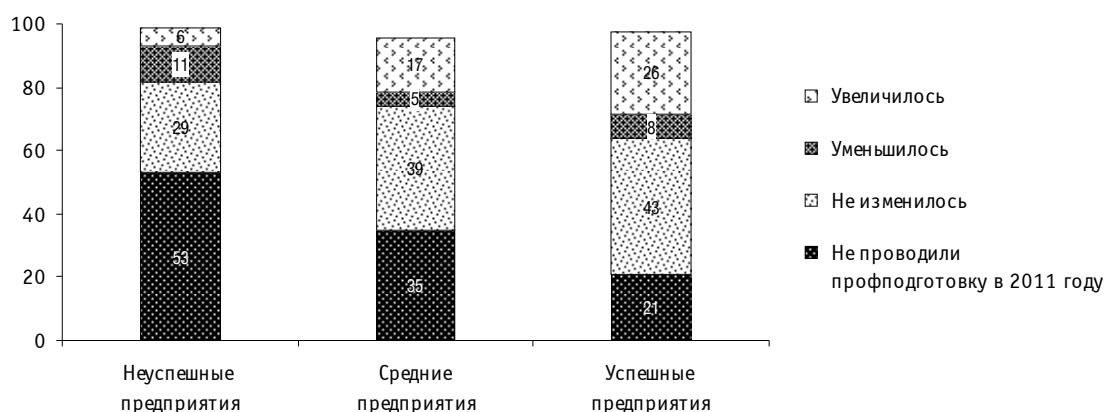 100
80
60
40
20
0
6
11
29
53
17
5
39
35
26
8
43
21
Неуспешные
предприятия
Средние
предприятия
Успешные
предприятия
Увеличилось
Уменьшилось
Не изменилось
Не проводили
профподготовку в 2011 году